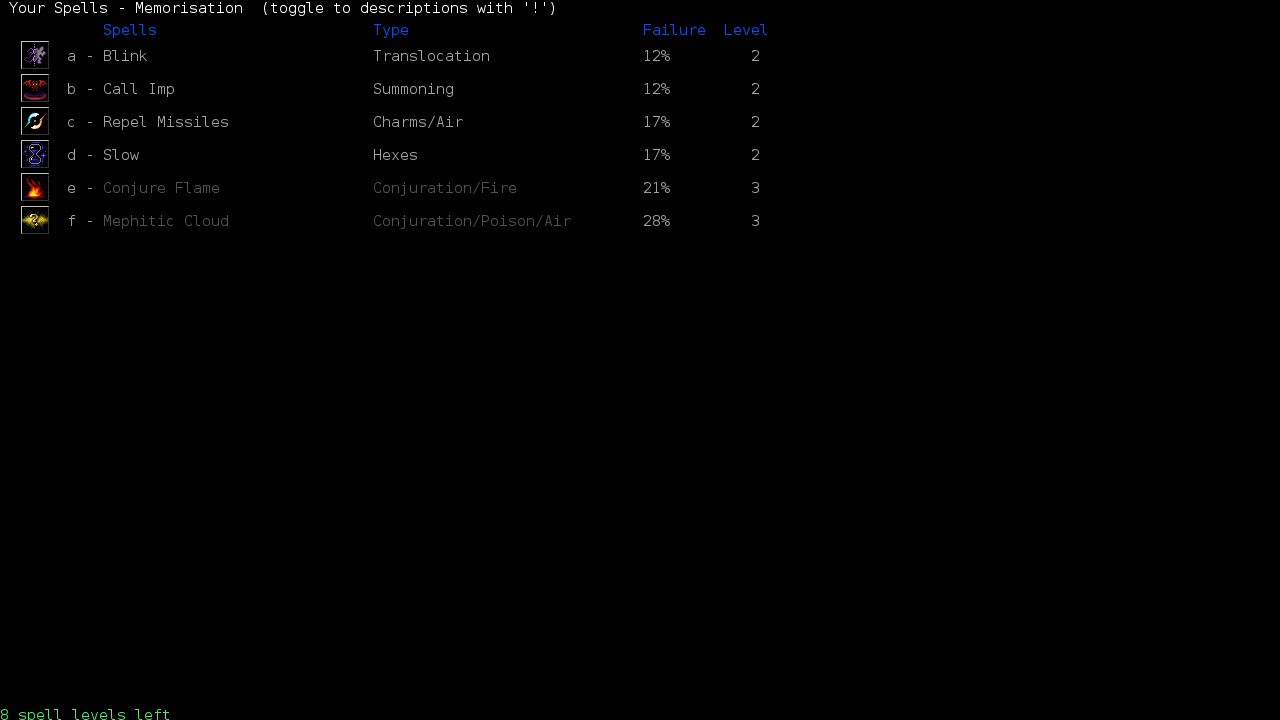 Your Spells - Memorisation  (toggle to descriptions with '!')
Spells Type Failure Level
a - Blink Translocation 12% 2
b - Call Imp Summoning 12% 2
c - Repel Missiles Charms/Air 17% 2
d - Slow Hexes 17% 2
e - Conjure Flame Conjuration/Fire 21% 3
f - Mephitic Cloud Conjuration/Poison/Air 28% 3
8 spell levels left